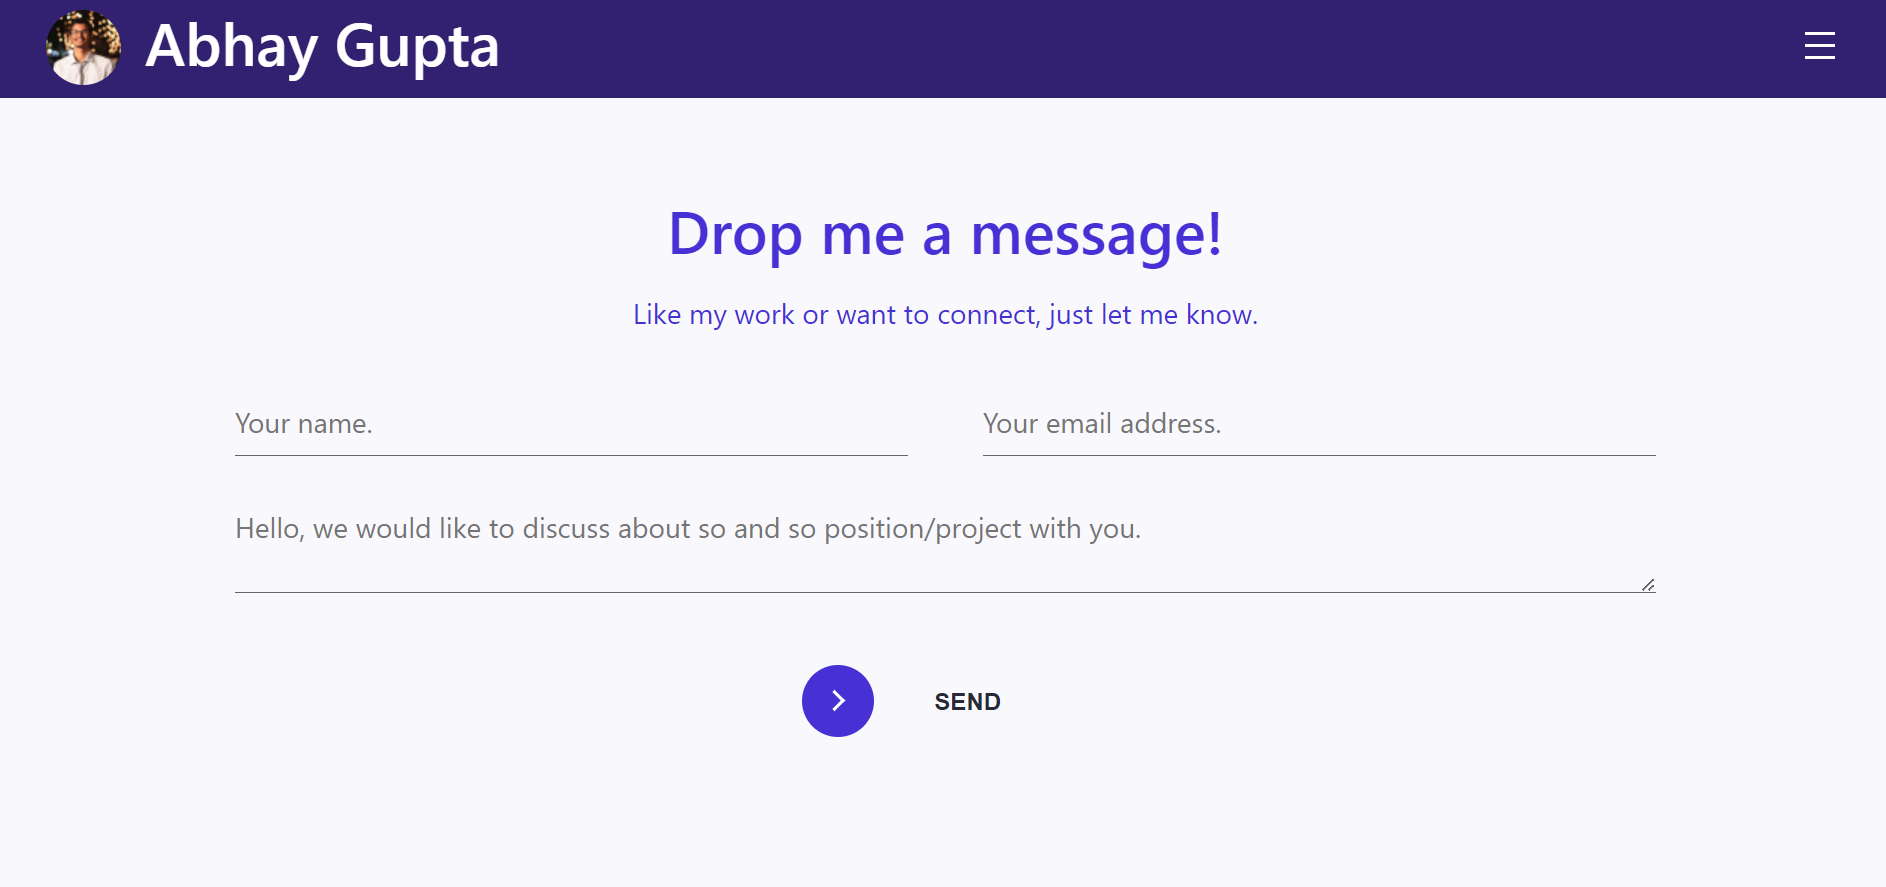 Abhay Gupta
Drop me a message!
Like my work or want to connect, just let me know.
Your name.
Your email address.
Hello, we would like to discuss about so and so position/project with you.
SEND